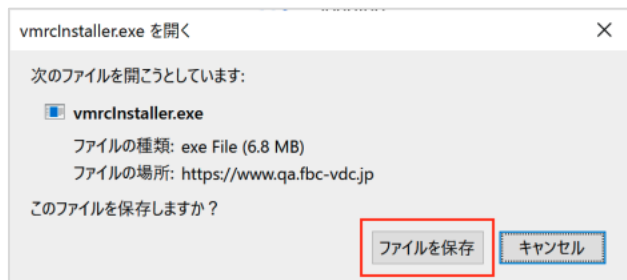 vmrcInstaller.exe を開く
次のファイルを開こうとしています:
vmrcInstaller.exe
ファイルの種類: exe File (6.8 MB)
ファイルの場所: https://www.qa.fbc-vdc.jp
このファイルを保存しますか？
ファイルを保存 キャンセル